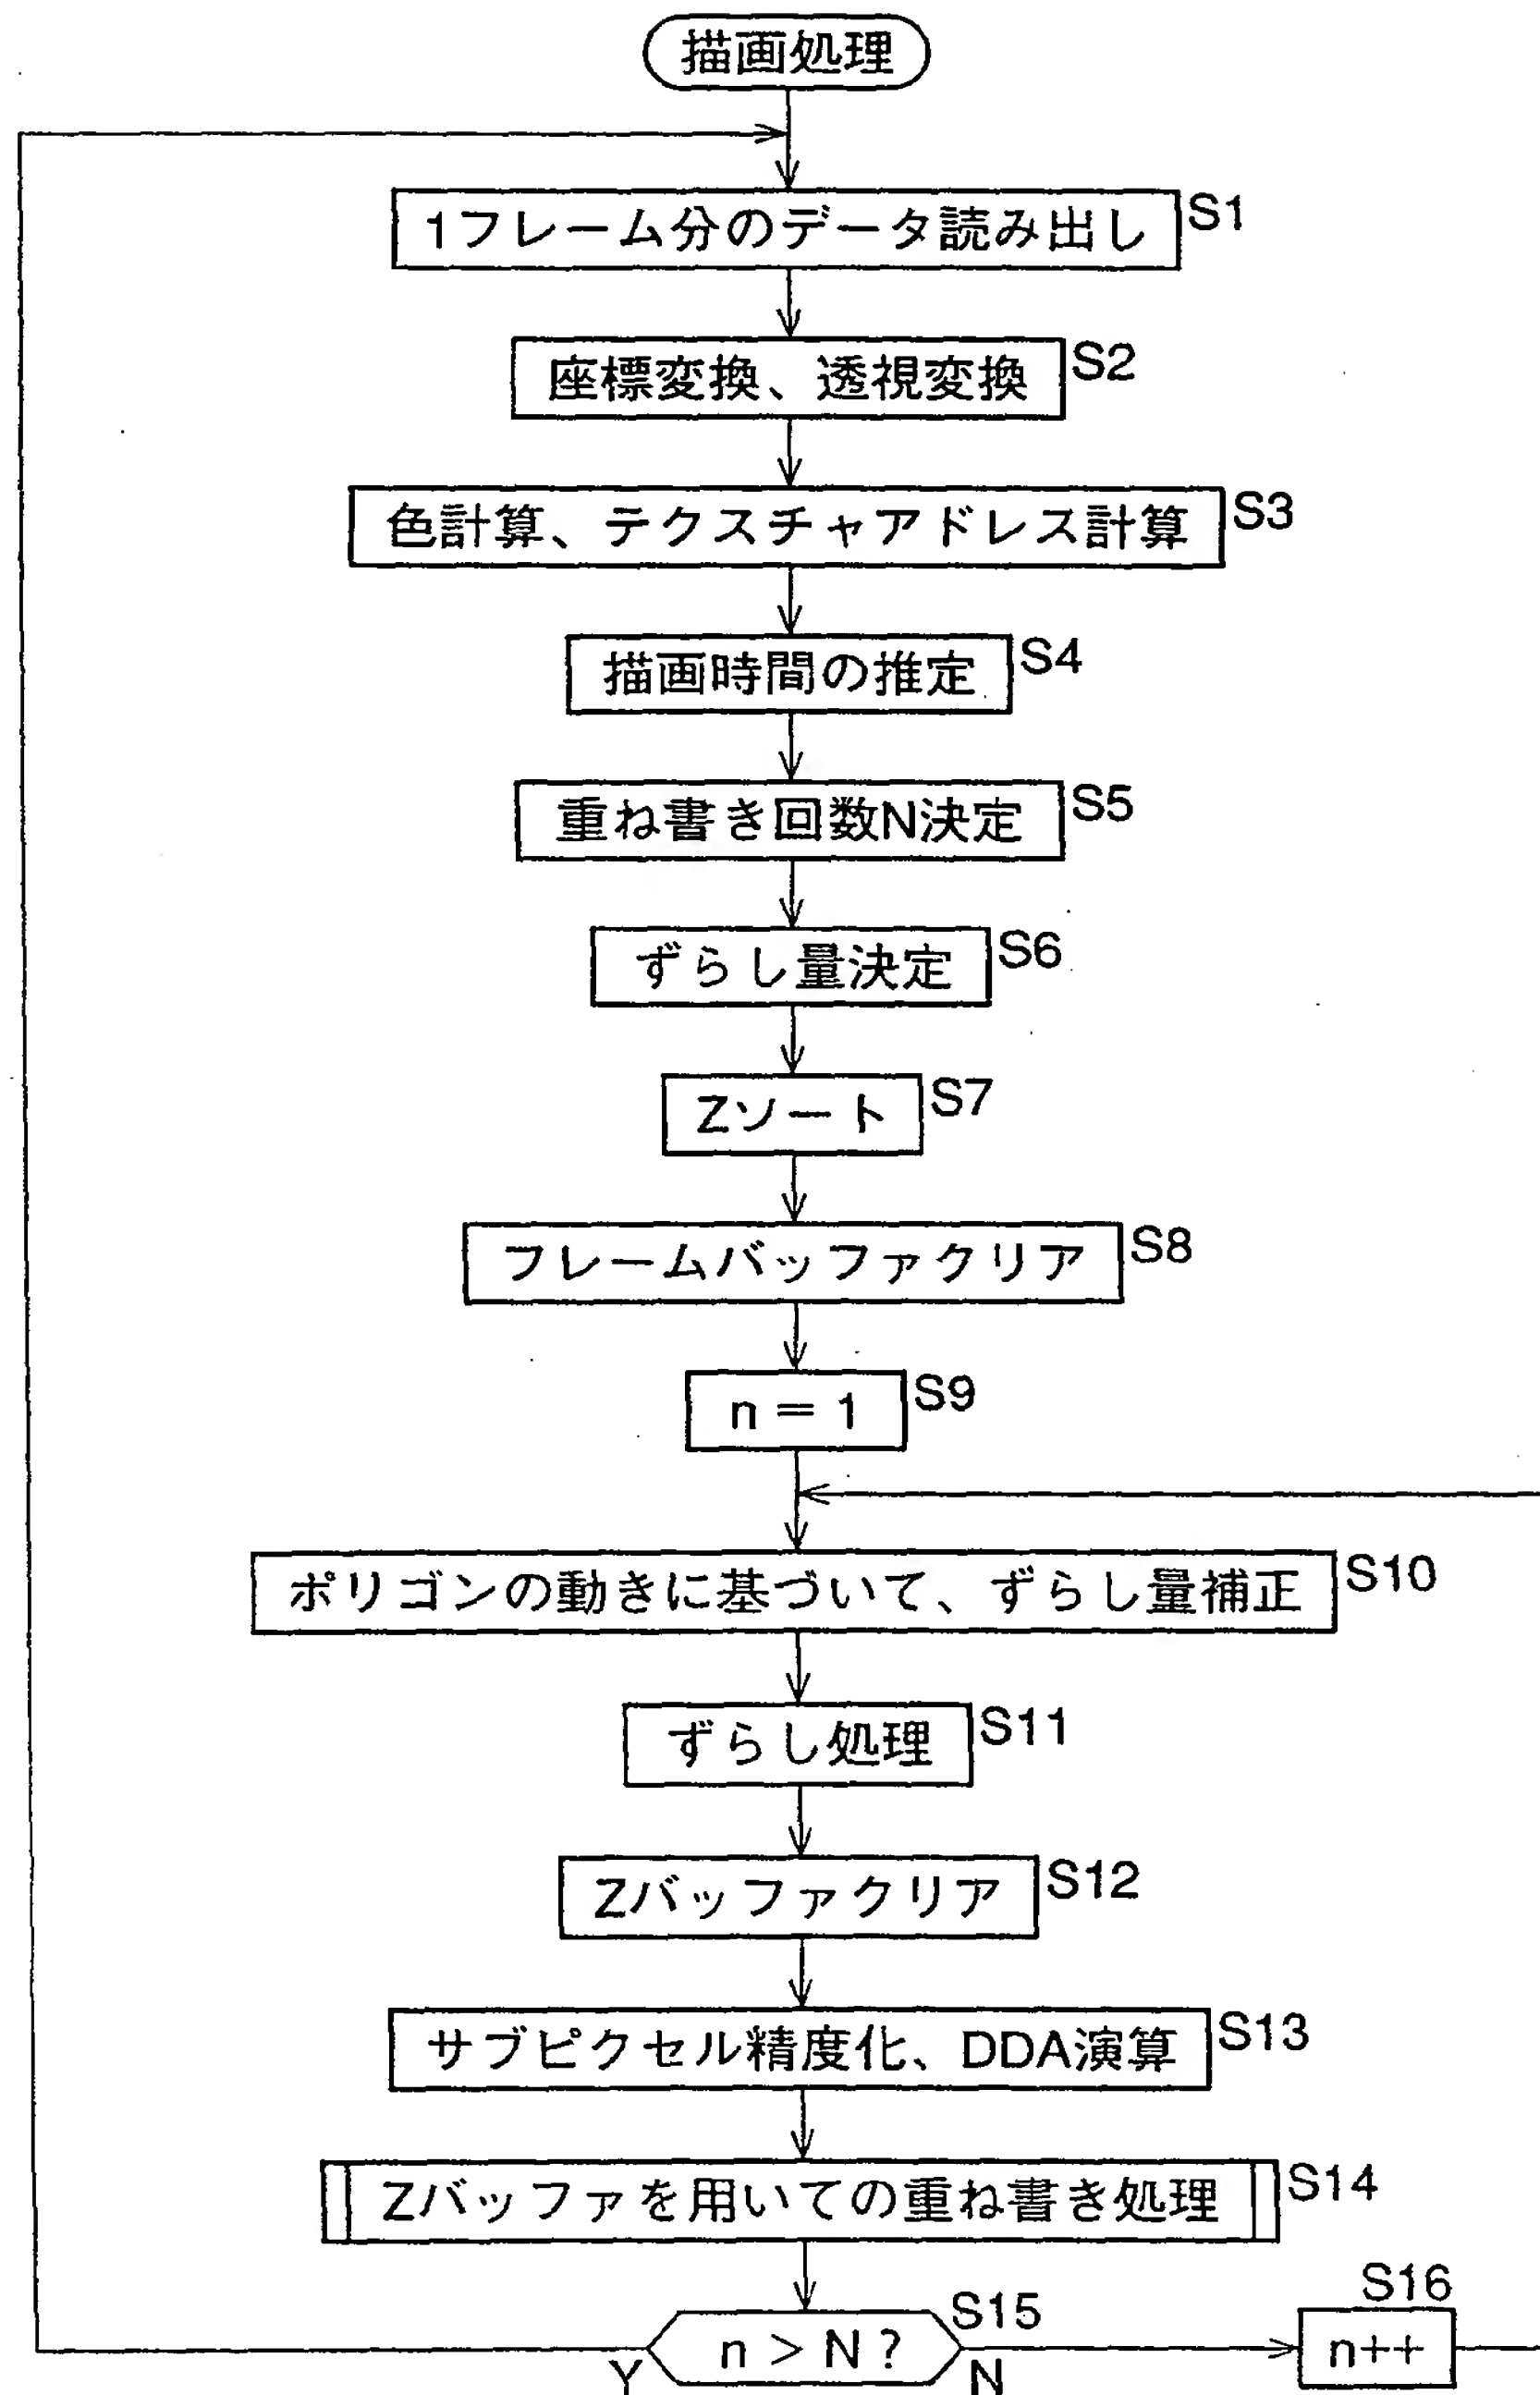 描画処理
1フレーム分のデータ読み出し S1
座標変換、透視変換 S2
色計算、テクスチャアドレス計算 S3
描画時間の推定 S4
重ね書き回数N決定 S5
ずらし量決定 S6
Zソート S7
フレームバッファクリア S8
n = 1 S9
ポリゴンの動きに基づいて、ずらし量補正 S10
ずらし処理 S11
Zバッファクリア S12
サブピクセル精度化、DDA演算 S13
Zバッファを用いての重ね書き処理 S14
n > N ? S15
Y
N
S16
n++